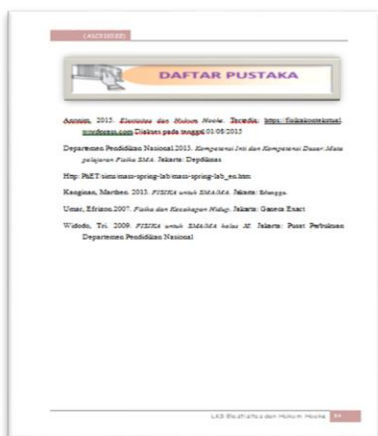 DAFTAR PUSTAKA
Anonim, 2015. Elastisitas dan Hukum Hooke. Tersedia: https://fisikakontekstual.
wordpress.com Diakses pada tanggal 01/08/2015
Departemen Pendidikan Nasional.2013. Kompetensi Inti dan Kompetensi Dasar Mata
pelajaran Fisika SMA. Jakarta: Depdiknas
Http: PhET/sims/mass-spring-lab/mass-spring-lab_en.htm
Kanginan, Marthen. 2013. FISIKA untuk SMA/MA. Jakarta: Erlangga.
Umar, Efrizon.2007. Fisika dan Kecakapan Hidup. Jakarta: Ganeca Exact
Widodo, Tri. 2009. FISIKA untuk SMA/MA kelas XI. Jakarta: Pusat Perbukuan
Departemen Pendidikan Nasional
LAS Elastisitas dan Hukum Hooke